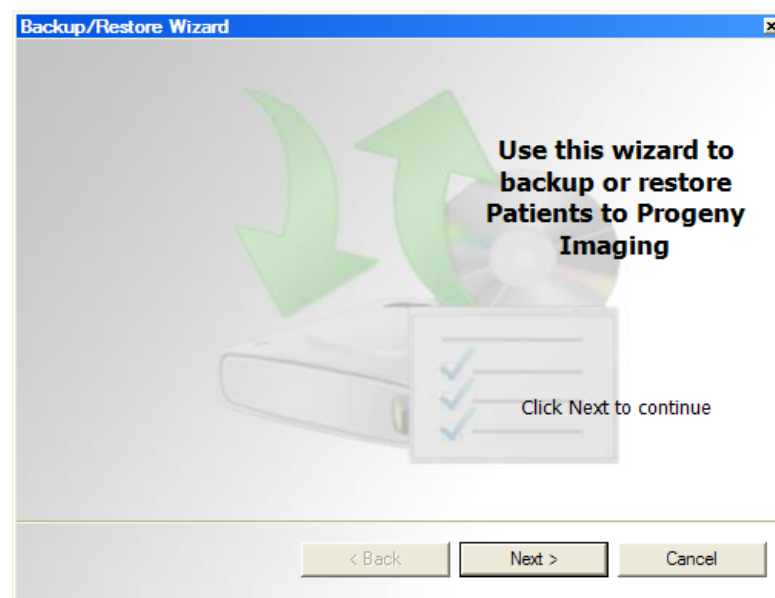 Backup/Restore Wizard
Use this wizard to
backup or restore
Patients to Progeny
Imaging
Click Next to continue
< Back
Next >
Cancel